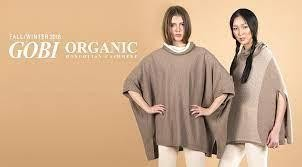 FALL/WINTER 2018
GOBI ORGANIC
MONGOLIAN CASHMERE